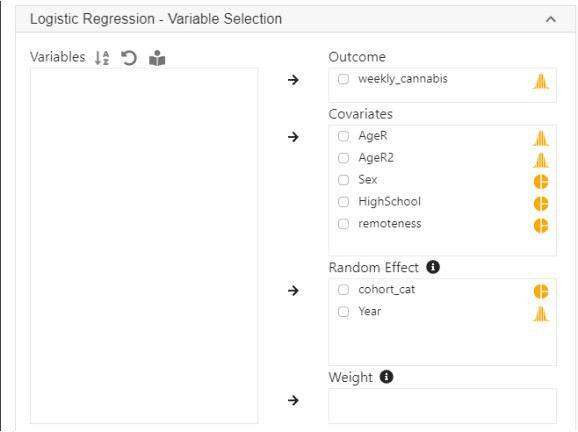 Logistic Regression - Variable Selection
Variables
Outcome
weekly_cannabis
Covariates
AgeR
AgeR2
Sex
HighSchool
remoteness
Random Effect
cohort_cat
Year
Weight